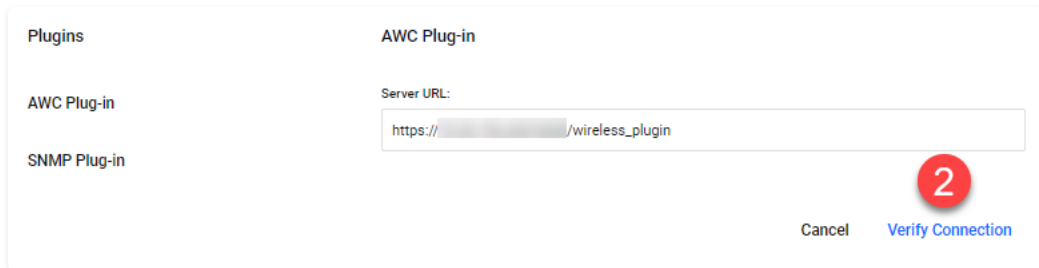 Plugins
AWC Plug-in
AWC Plug-in
SNMP Plug-in
Server URL:
https:// /wireless_plugin
2
Cancel Verify Connection